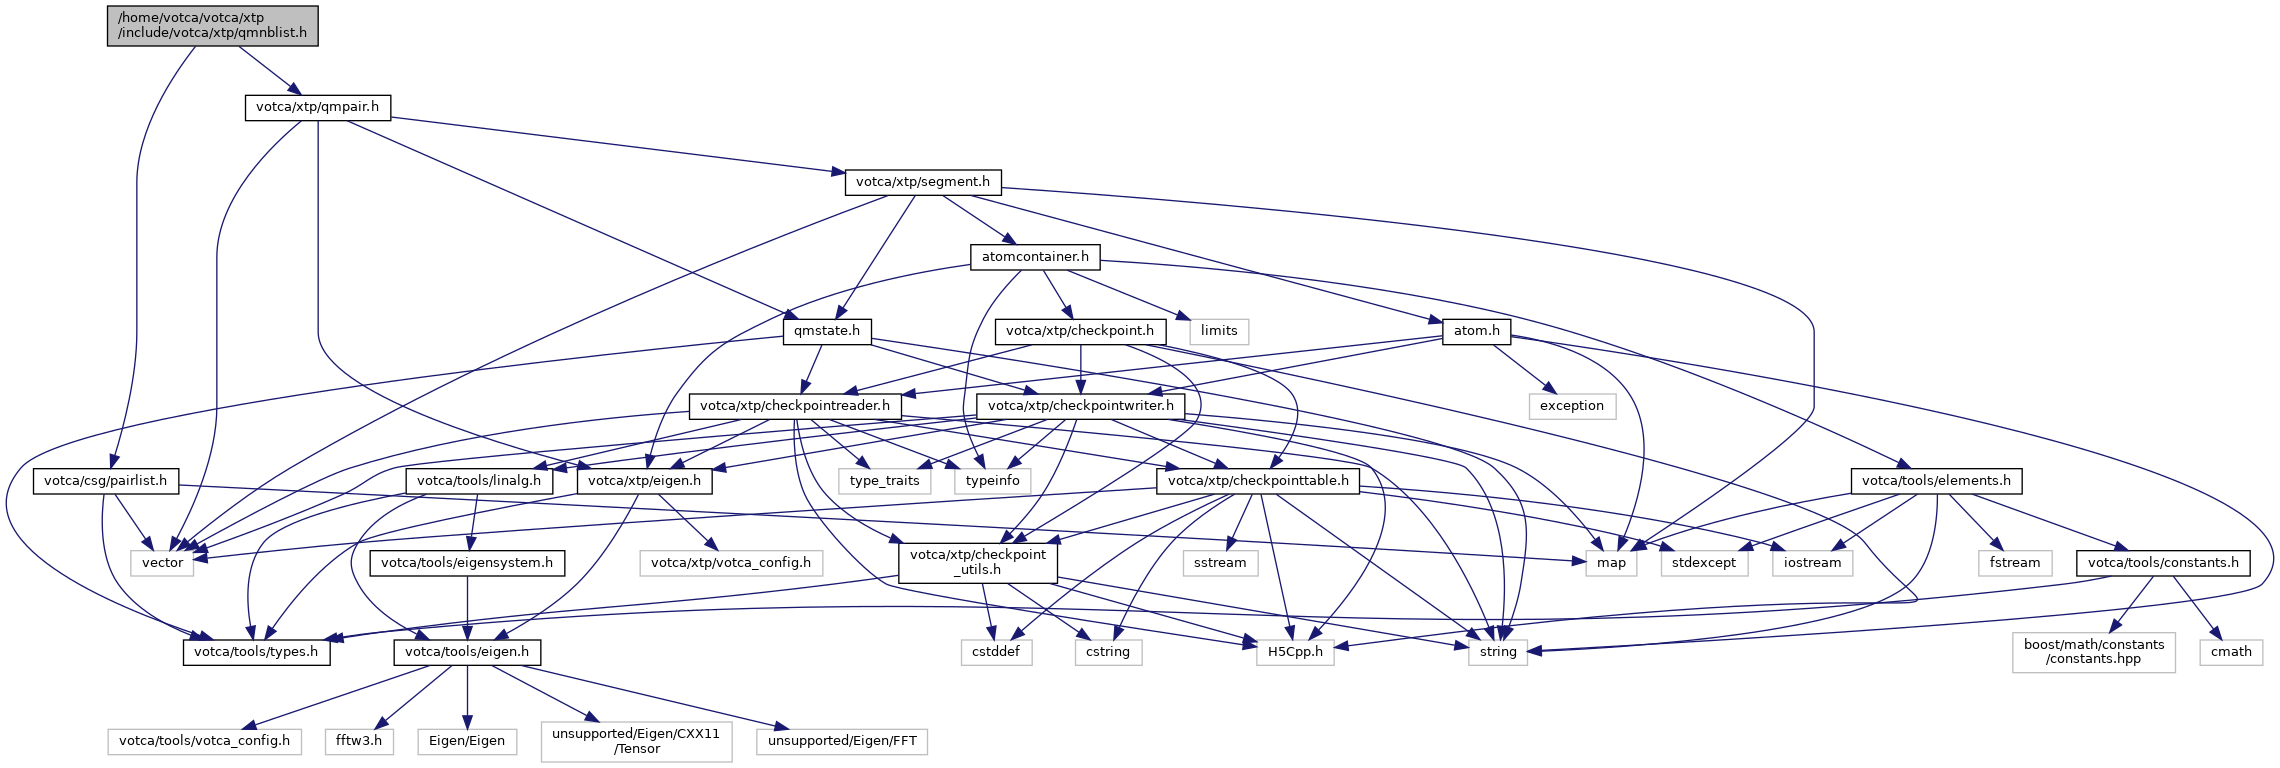 /home/votca/votca/xtp
/include/votca/xtp/qmnblist.h
votca/xtp/qmpair.h
votca/xtp/segment.h
atomcontainer.h
qmstate.h
votca/xtp/checkpoint.h
limits
atom.h
votca/xtp/checkpointreader.h
votca/xtp/checkpointwriter.h
exception
votca/csg/pairlist.h
votca/tools/linalg.h
votca/xtp/eigen.h
type_traits
typeinfo
votca/xtp/checkpointtable.h
votca/tools/elements.h
vector
votca/tools/eigensystem.h
votca/xtp/votca_config.h
votca/xtp/checkpoint
_utils.h
sstream
map
stdexcept
iostream
fstream
votca/tools/constants.h
votca/tools/types.h
votca/tools/eigen.h
cstddef
cstring
H5Cpp.h
string
boost/math/constants
/constants.hpp
cmath
votca/tools/votca_config.h
fftw3.h
Eigen/Eigen
unsupported/Eigen/CXX11
/Tensor
unsupported/Eigen/FFT